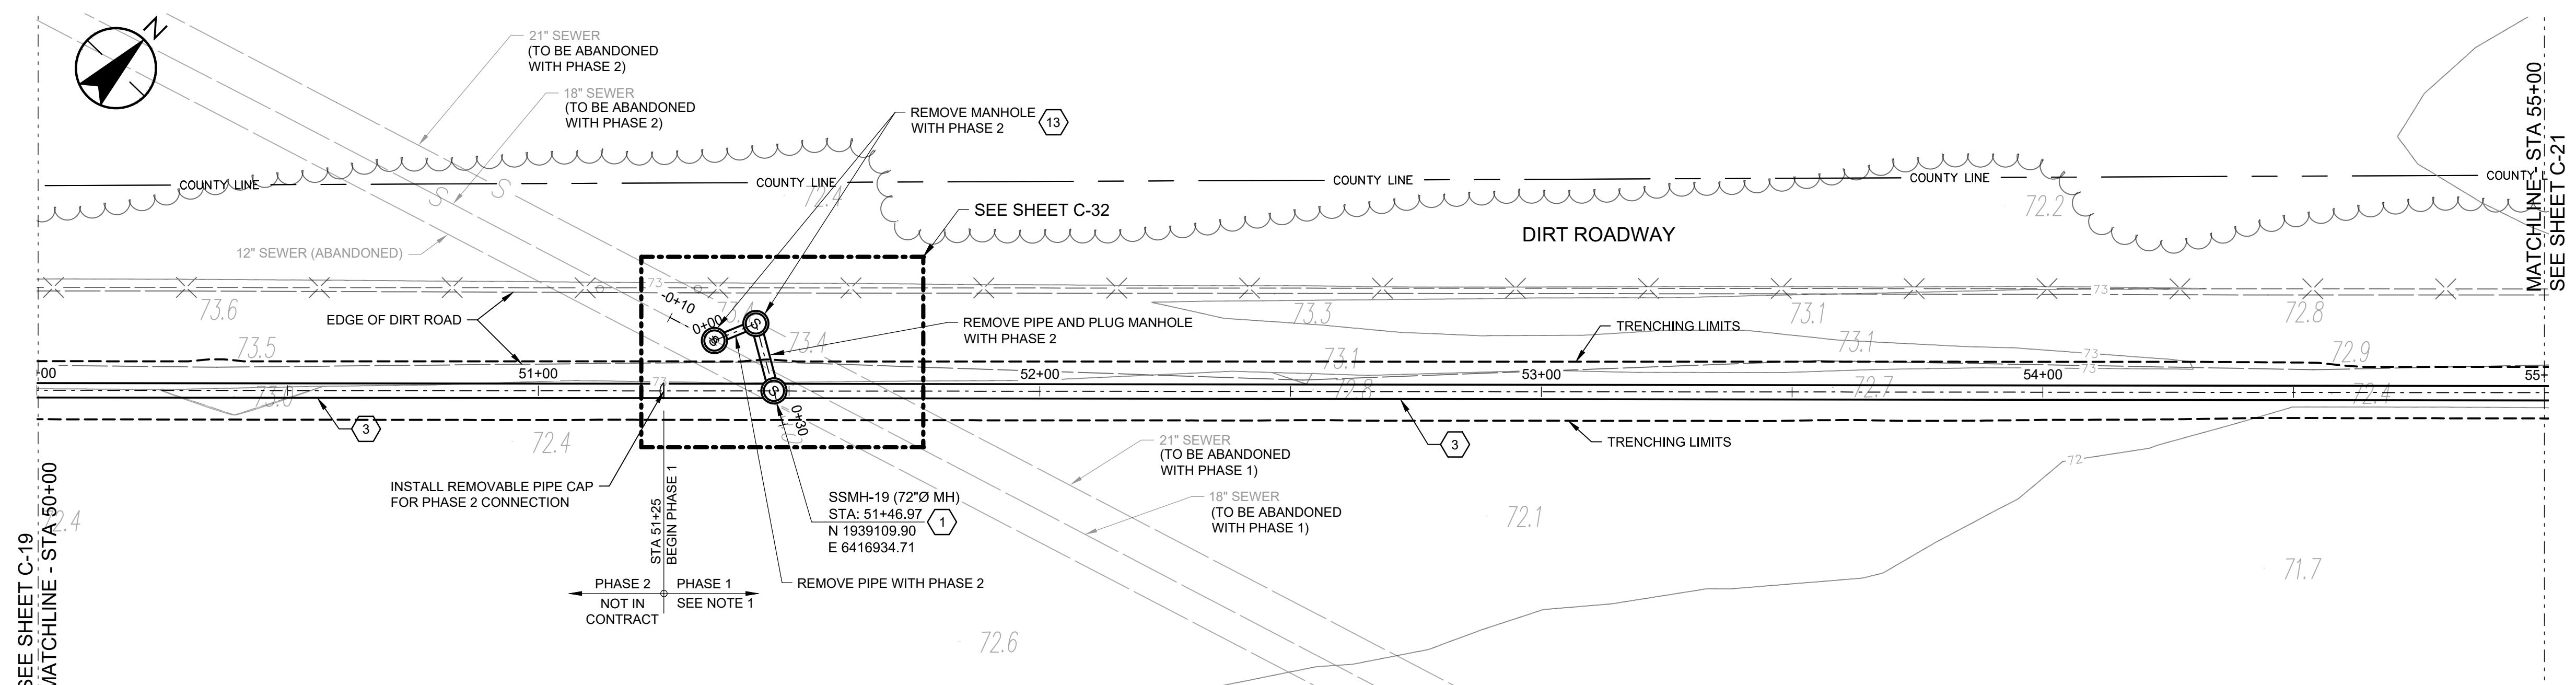 N
21" SEWER
(TO BE ABANDONED
WITH PHASE 2)
18" SEWER
(TO BE ABANDONED
WITH PHASE 2)
REMOVE MANHOLE
WITH PHASE 2
13
COUNTY LINE
COUNTY LINE
COUNTY LINE
COUNTY LINE
COUNTY
S
S
72.4
72.2
SEE SHEET C-32
DIRT ROADWAY
12" SEWER (ABANDONED)
MATCHLINE - STA 55+00
SEE SHEET C-21
73
-0+10
0+00
73.4
73.6
73.3
73.1
73
72.8
EDGE OF DIRT ROAD
REMOVE PIPE AND PLUG MANHOLE
WITH PHASE 2
TRENCHING LIMITS
73.5
73.4
73.1
73.1
73
72.9
73
+00
51+00
73
52+00
53+00
54+00
55+
73.0
72.8
72.7
72.4
S
S
0+30
3
72.4
3
TRENCHING LIMITS
21" SEWER
(TO BE ABANDONED
WITH PHASE 1)
72
INSTALL REMOVABLE PIPE CAP
FOR PHASE 2 CONNECTION
SSMH-19 (72"Ø MH)
STA: 51+46.97
N 1939109.90
E 6416934.71
1
18" SEWER
(TO BE ABANDONED
WITH PHASE 1)
72.4
72.1
STA 51+25
BEGIN PHASE 1
SEE SHEET C-19
MATCHLINE - STA 50+00
PHASE 2
NOT IN
CONTRACT
PHASE 1
SEE NOTE 1
REMOVE PIPE WITH PHASE 2
71.7
72.6